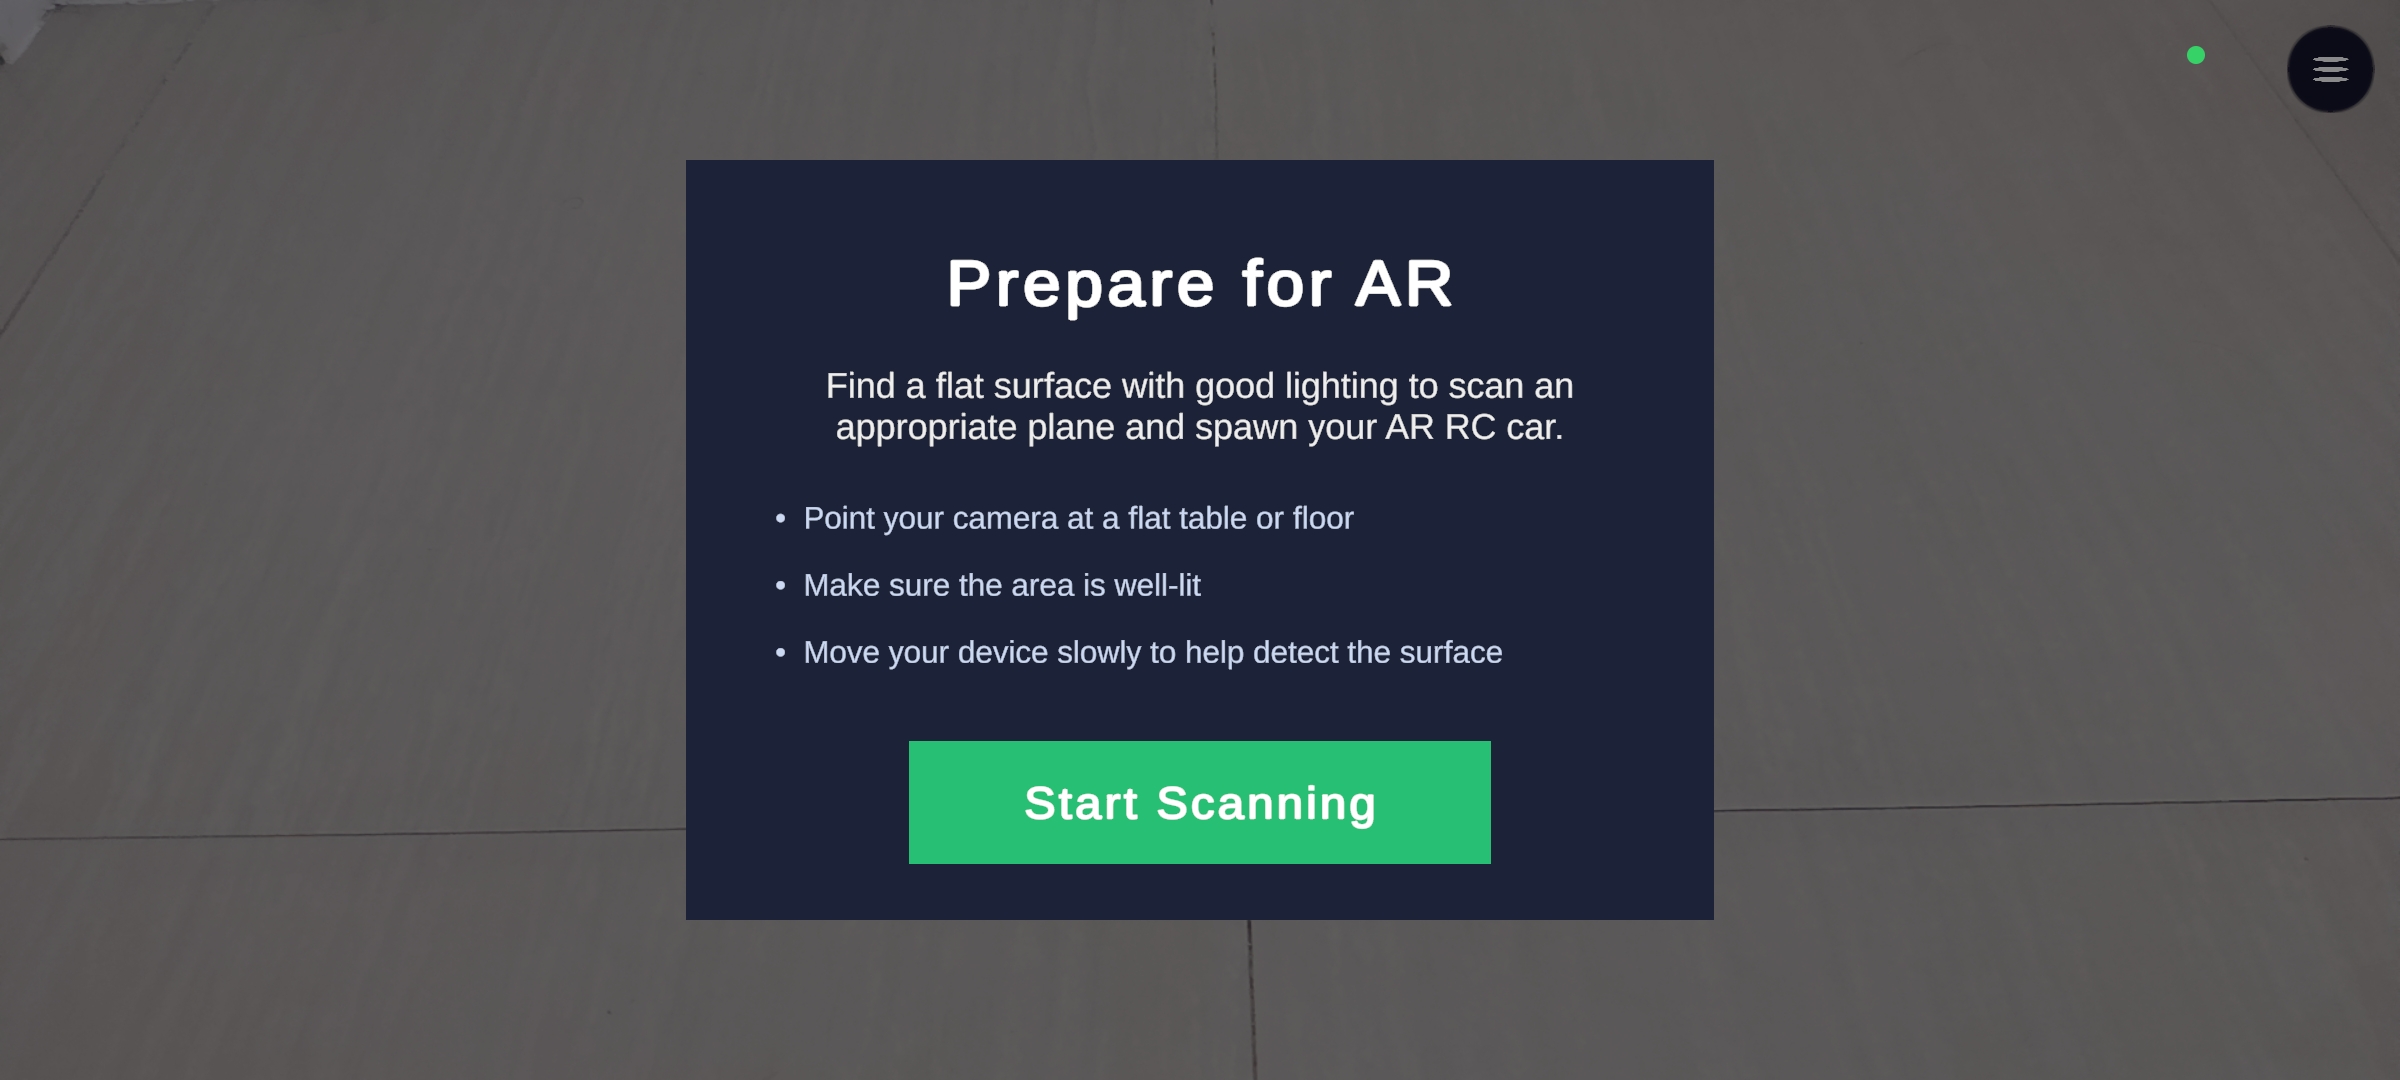 Prepare for AR
Find a flat surface with good lighting to scan an
appropriate plane and spawn your AR RC car.
• Point your camera at a flat table or floor
• Make sure the area is well-lit
• Move your device slowly to help detect the surface
Start Scanning